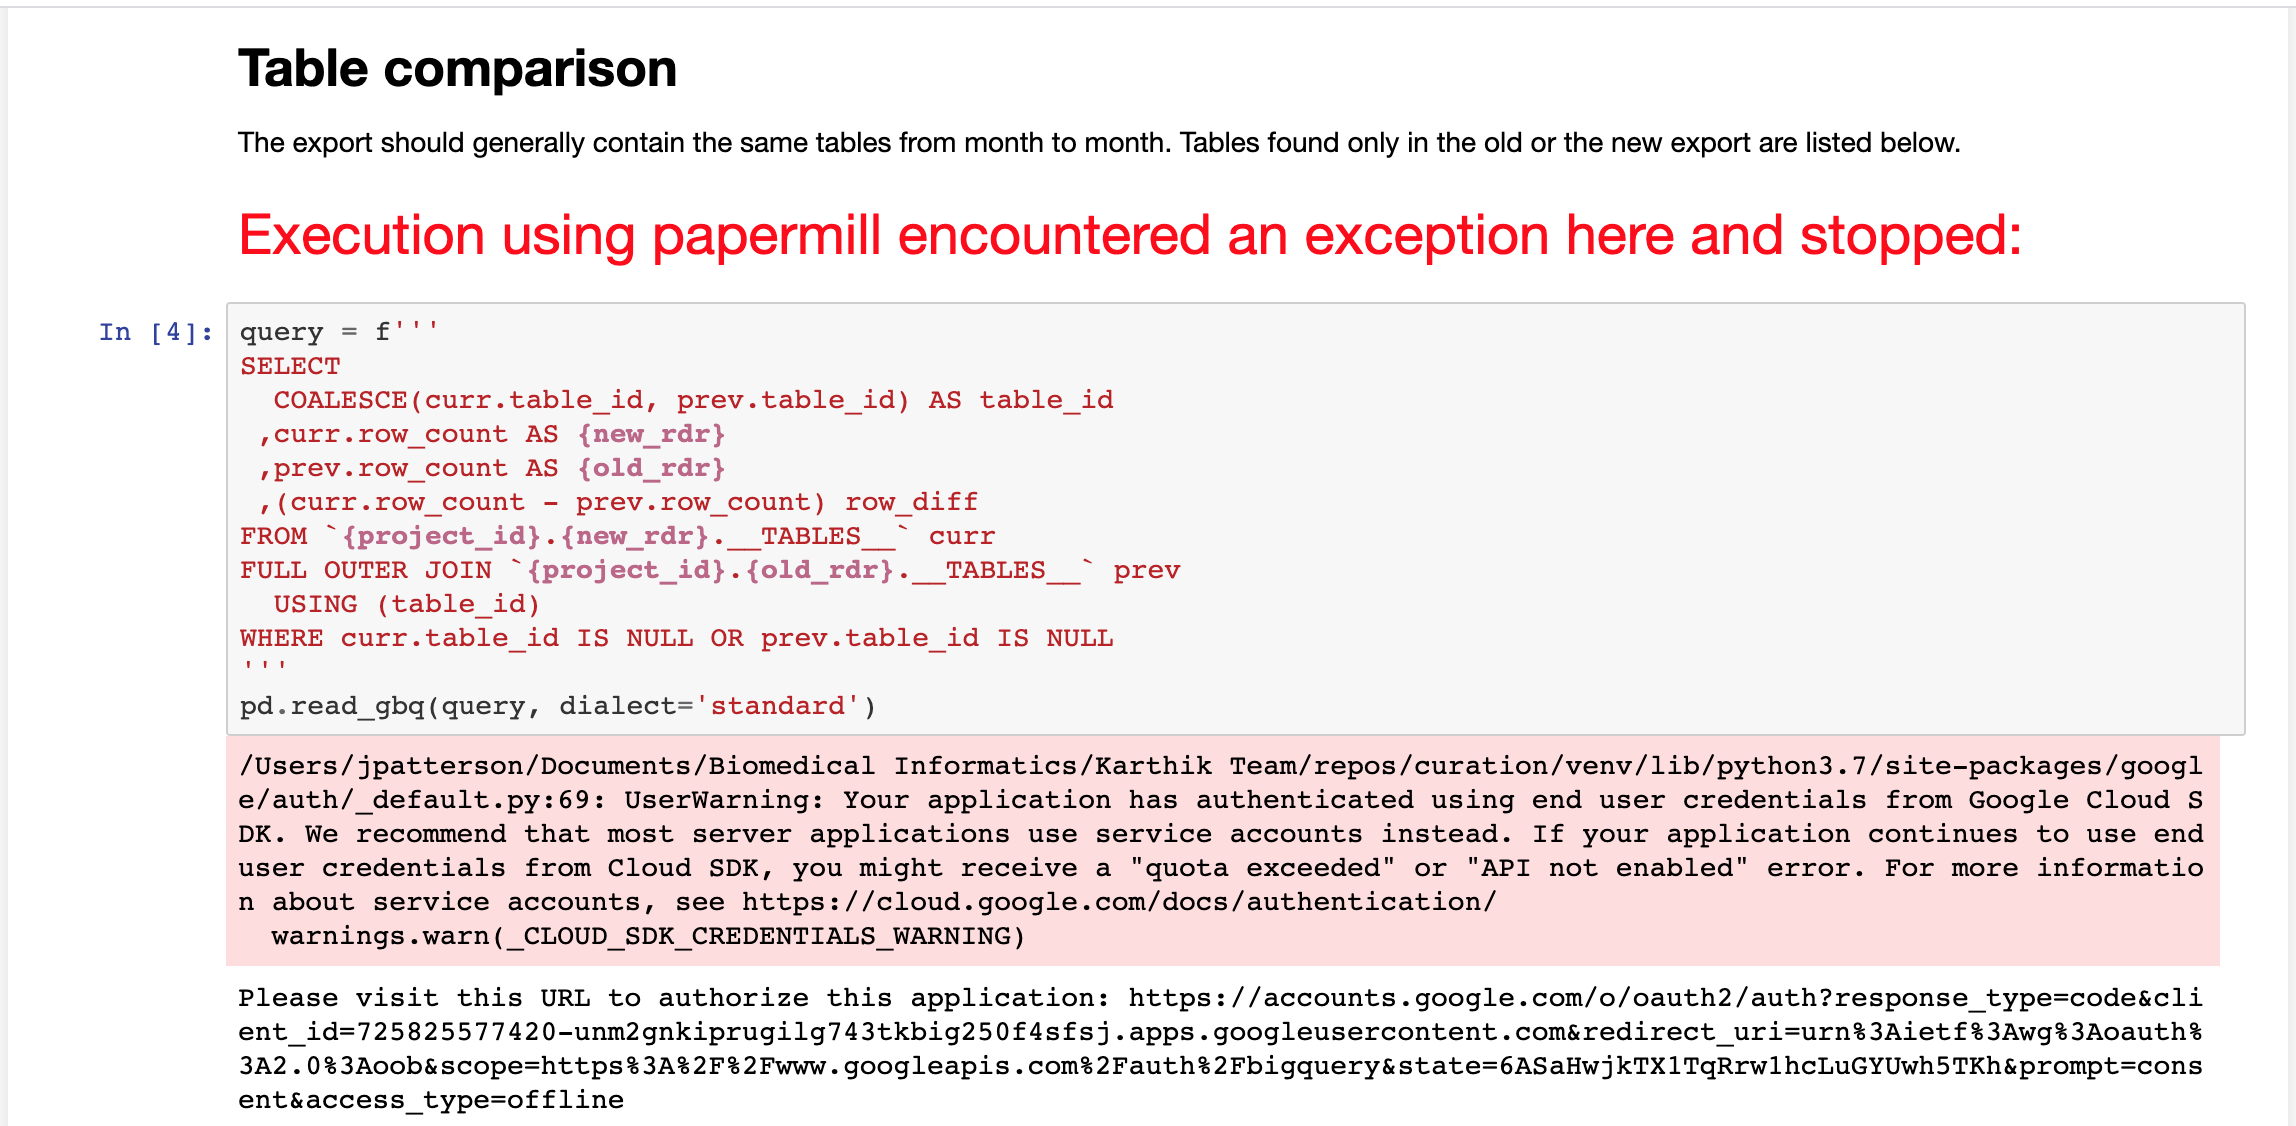 Table comparison
The export should generally contain the same tables from month to month. Tables found only in the old or the new export are listed below.
Execution using papermill encountered an exception here and stopped:
In [4]:
query = f'''
SELECT
  COALESCE(curr.table_id, prev.table_id) AS table_id
 ,curr.row_count AS {new_rdr}
 ,prev.row_count AS {old_rdr}
 ,(curr.row_count - prev.row_count) row_diff
FROM `{project_id}.{new_rdr}.__TABLES__` curr
FULL OUTER JOIN `{project_id}.{old_rdr}.__TABLES__` prev
  USING (table_id)
WHERE curr.table_id IS NULL OR prev.table_id IS NULL
'''
pd.read_gbq(query, dialect='standard')
/Users/jpatterson/Documents/Biomedical Informatics/Karthik Team/repos/curation/venv/lib/python3.7/site-packages/googl
e/auth/_default.py:69: UserWarning: Your application has authenticated using end user credentials from Google Cloud S
DK. We recommend that most server applications use service accounts instead. If your application continues to use end
user credentials from Cloud SDK, you might receive a "quota exceeded" or "API not enabled" error. For more informatio
n about service accounts, see https://cloud.google.com/docs/authentication/
  warnings.warn(_CLOUD_SDK_CREDENTIALS_WARNING)
Please visit this URL to authorize this application: https://accounts.google.com/o/oauth2/auth?response_type=code&cli
ent_id=725825577420-unm2gnkiprugilg743tkbig250f4sfsj.apps.googleusercontent.com&redirect_uri=urn%3Aietf%3Awg%3Aoauth%
3A2.0%3Aoob&scope=https%3A%2F%2Fwww.googleapis.com%2Fauth%2Fbigquery&state=6ASaHwjkTX1TqRrw1hcLuGYUwh5TKh&prompt=cons
ent&access_type=offline